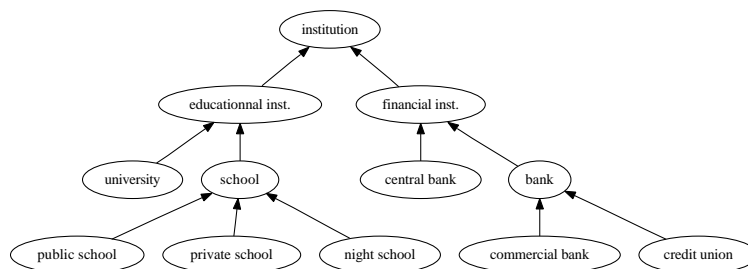 institution
educationnal inst.
financial inst.
university
school
central bank
bank
public school
private school
night school
commercial bank
credit union